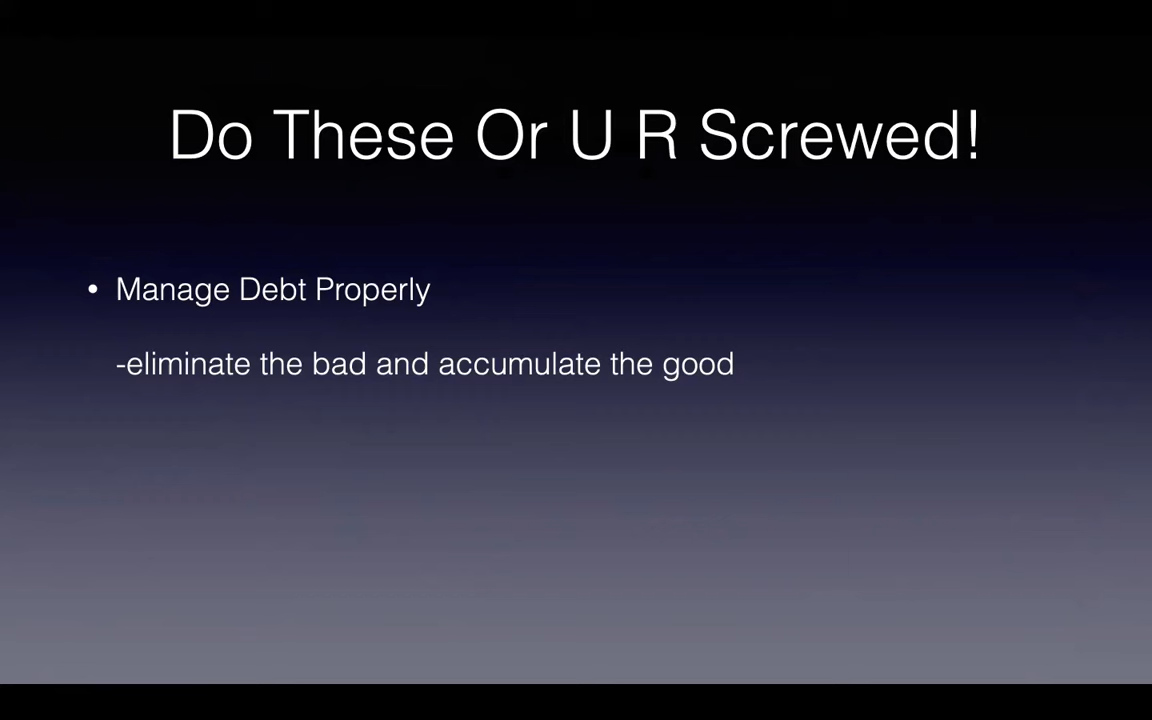 Do These Or U R Screwed!
• Manage Debt Properly
-eliminate the bad and accumulate the good